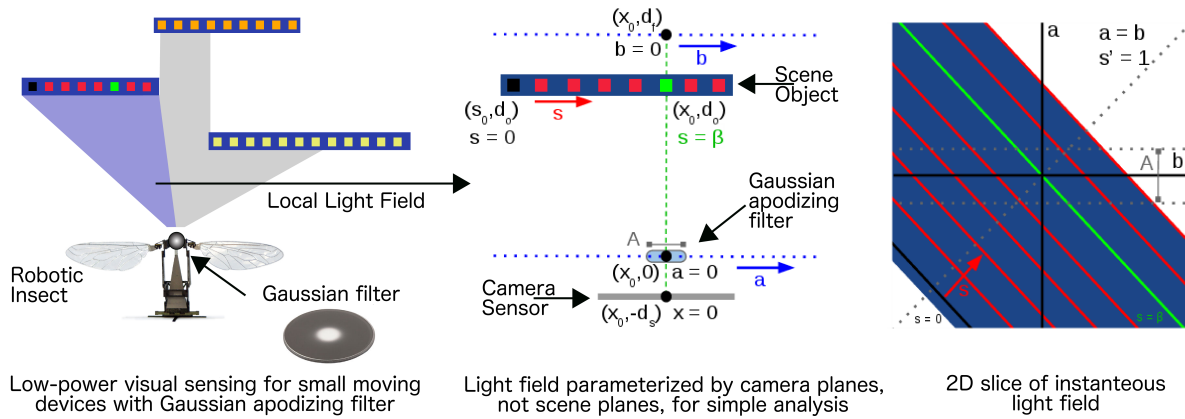 Local Light Field
Robotic
Insect
Gaussian filter
Low-power visual sensing for small moving
devices with Gaussian apodizing filter
(x₀,d_f)
b = 0
b
Scene
Object
(s₀,d₀)
s = 0
s
(x₀,d₀)
s = β
Gaussian
apodizing
filter
A
(x₀,0) a = 0
a
Camera
Sensor
(x₀,-dₛ) x = 0
Light field parameterized by camera planes,
not scene planes, for simple analysis
a
a = b
s' = 1
A
b
s
s = 0
s = β
2D slice of instanteous
light field